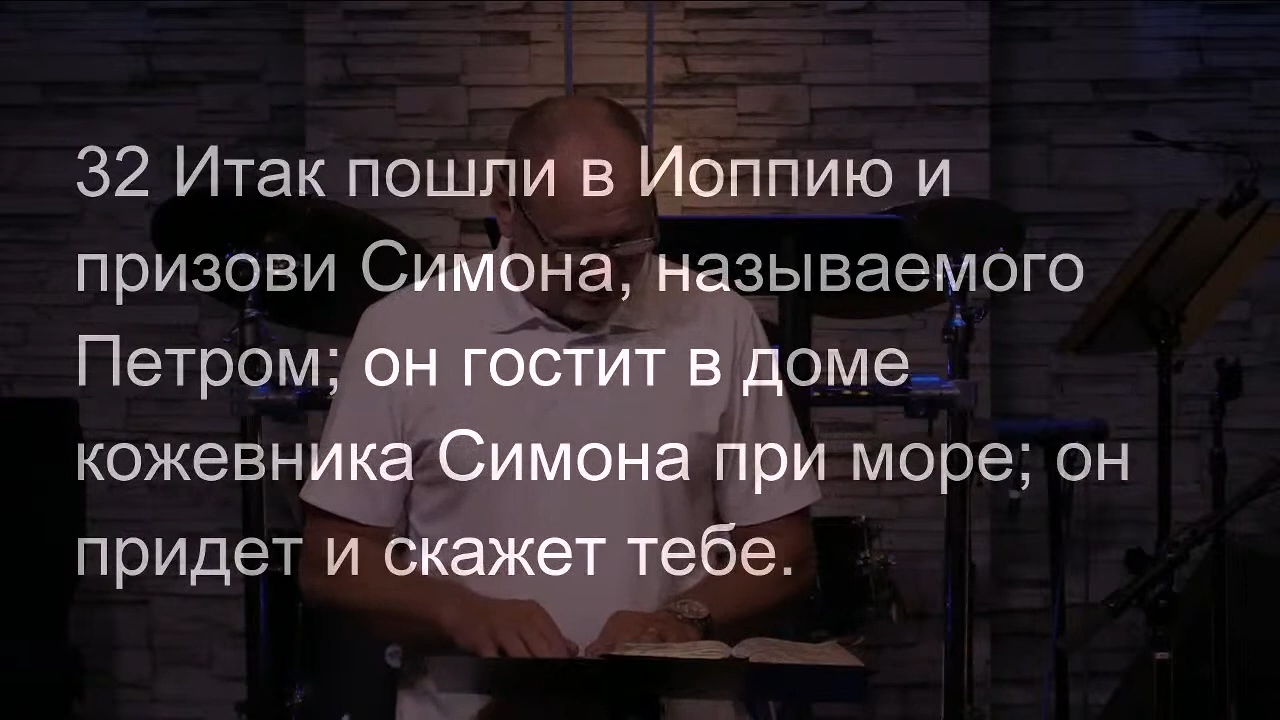 32 Итак пошли в Иоппию и
призови Симона, называемого
Петром; он гостит в доме
кожевника Симона при море; он
придет и скажет тебе.